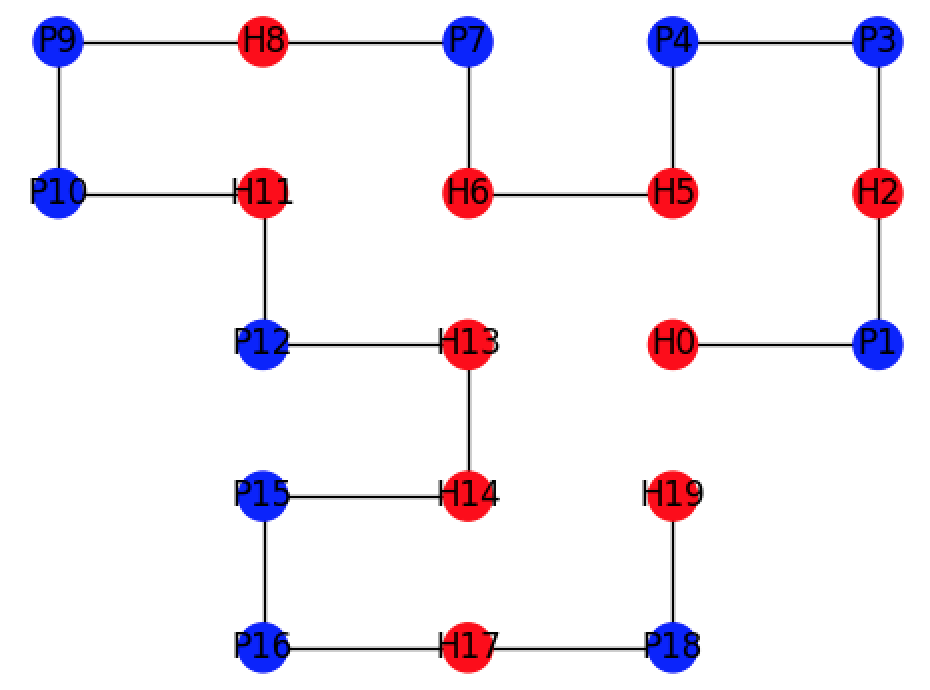 P9 H8 P7 P4 P3
P10 H11 H6 H5 H2
P12 H13 H0 P1
P15 H14 H19
P16 H17 P18